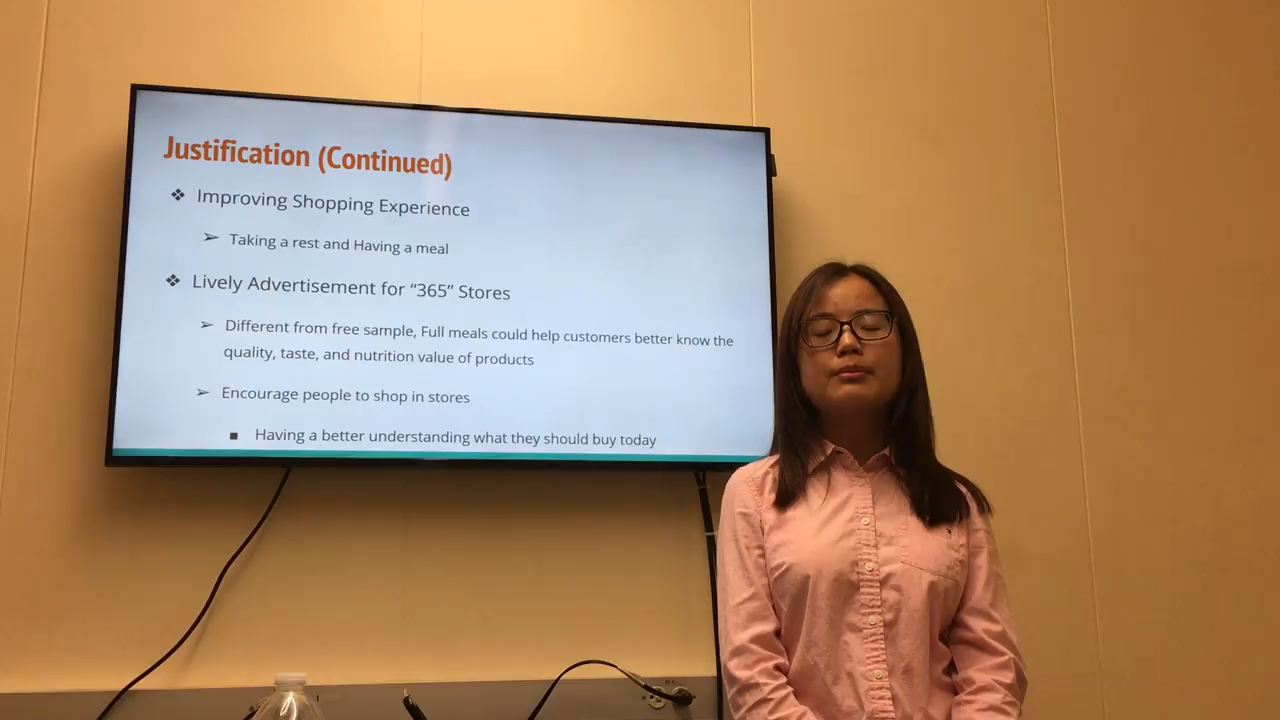 Justification (Continued)
❖ Improving Shopping Experience
➢ Taking a rest and Having a meal
❖ Lively Advertisement for “365” Stores
➢ Different from free sample, Full meals could help customers better know the
quality, taste, and nutrition value of products
➢ Encourage people to shop in stores
■ Having a better understanding what they should buy today